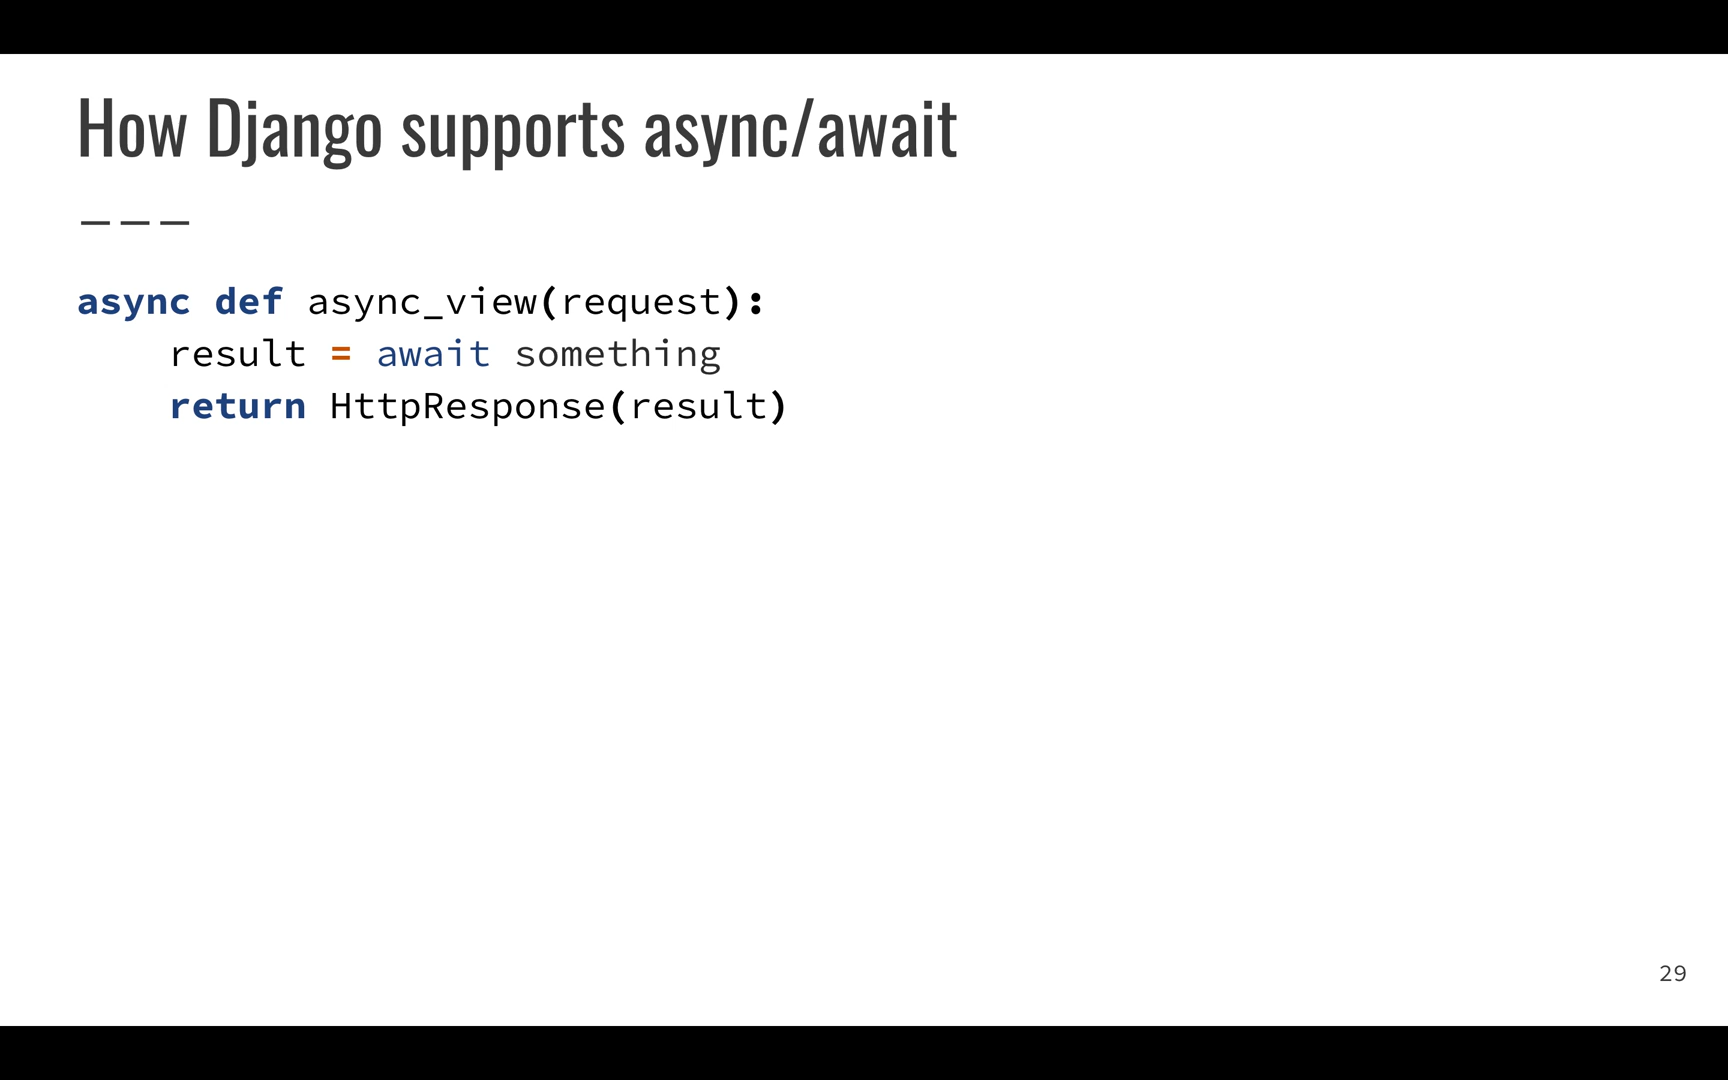 How Django supports async/await
———
async def async_view(request):
    result = await something
    return HttpResponse(result)
29